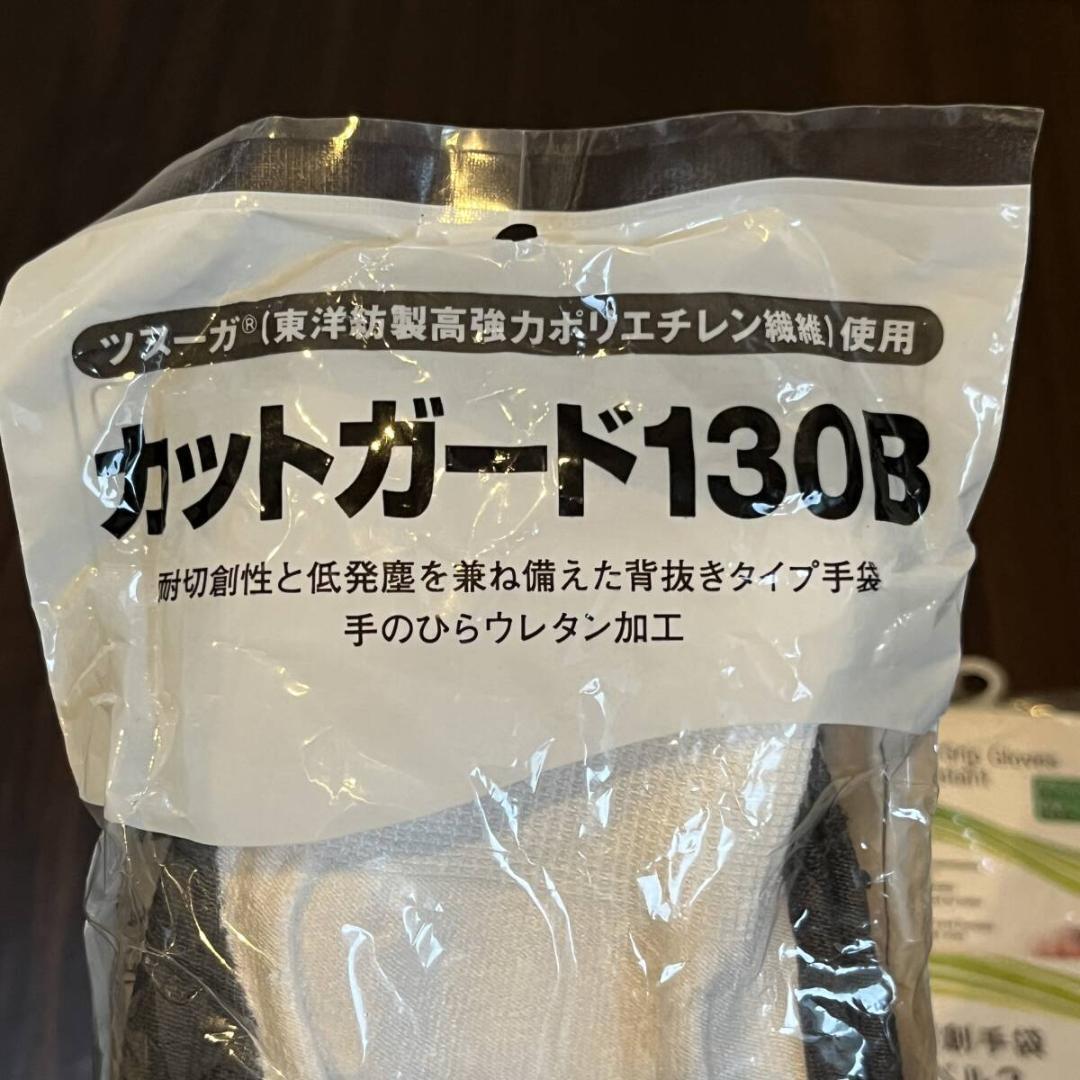 ツヌーガ®(東洋紡製高強力ポリエチレン繊維)使用
カットガード130B
耐切創性と低発塵を兼ね備えた背抜きタイプ手袋
手のひらウレタン加工
Grip Gloves
創手袋